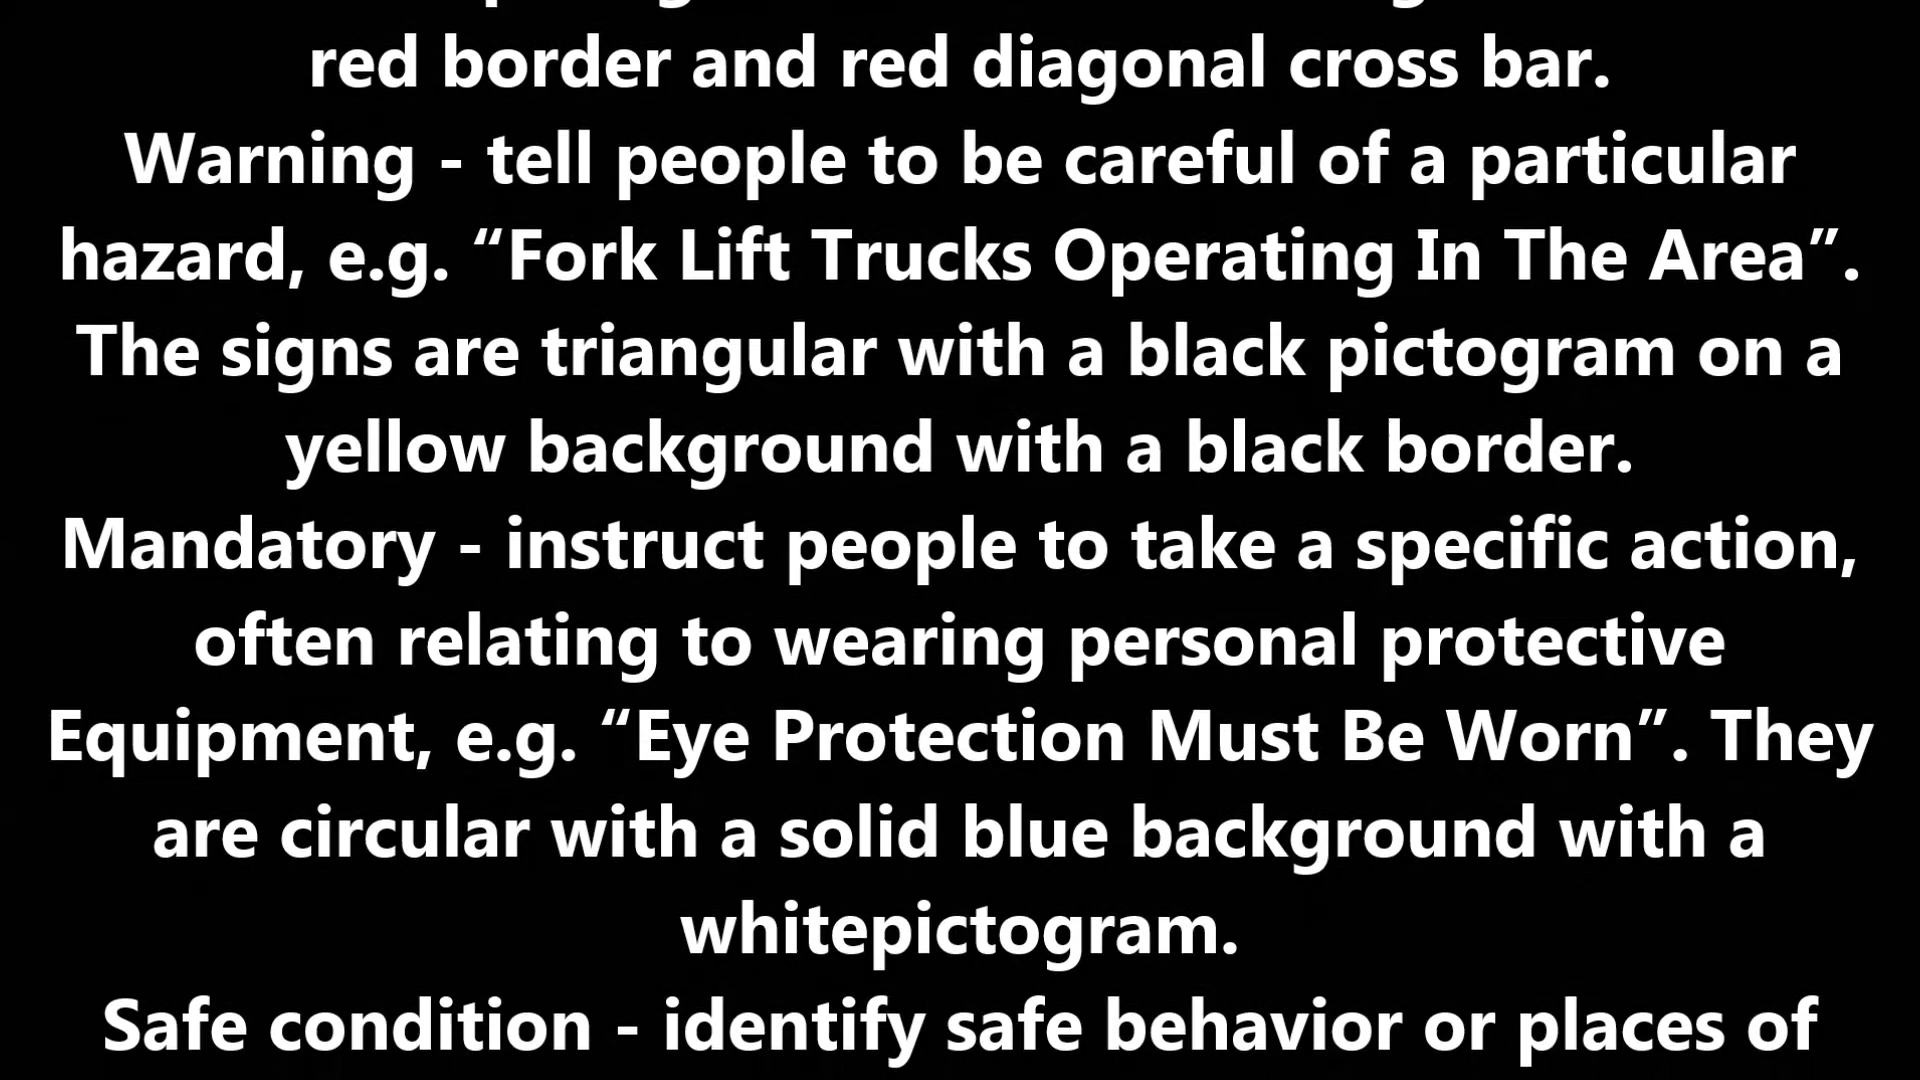 red border and red diagonal cross bar.
Warning - tell people to be careful of a particular
hazard, e.g. “Fork Lift Trucks Operating In The Area”.
The signs are triangular with a black pictogram on a
yellow background with a black border.
Mandatory - instruct people to take a specific action,
often relating to wearing personal protective
Equipment, e.g. “Eye Protection Must Be Worn”. They
are circular with a solid blue background with a
whitepictogram.
Safe condition - identify safe behavior or places of